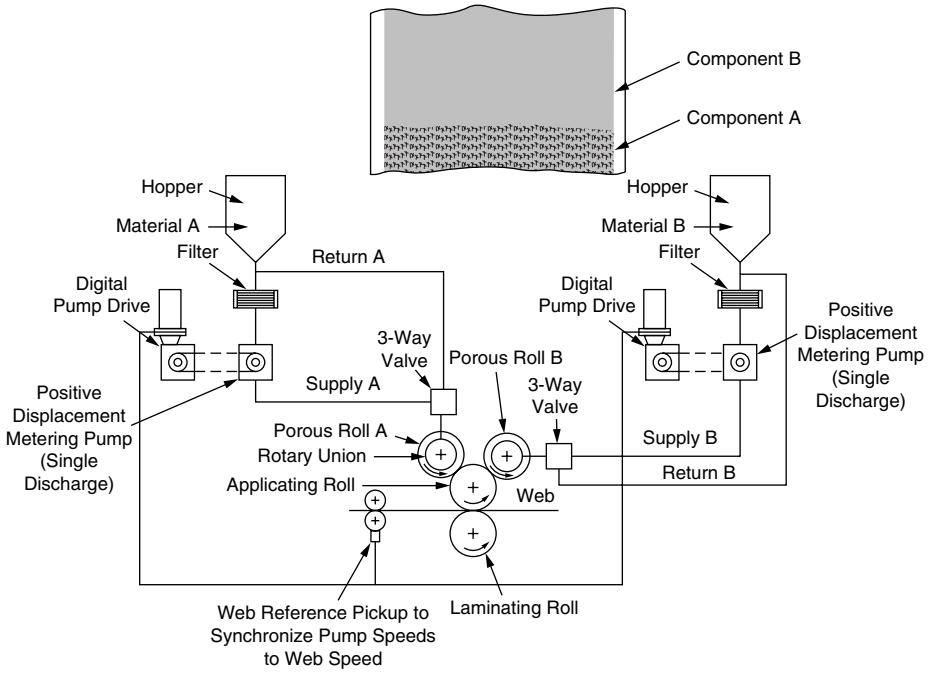 Component B
Component A
Hopper
Material A
Filter
Return A
Digital
Pump Drive
3-Way
Valve
Supply A
Positive
Displacement
Metering Pump
(Single
Discharge)
Porous Roll A
Rotary Union
Applicating Roll
Porous Roll B
3-Way
Valve
Web
Hopper
Material B
Filter
Digital
Pump Drive
Positive
Displacement
Metering Pump
(Single
Discharge)
Supply B
Return B
Laminating Roll
Web Reference Pickup to
Synchronize Pump Speeds
to Web Speed